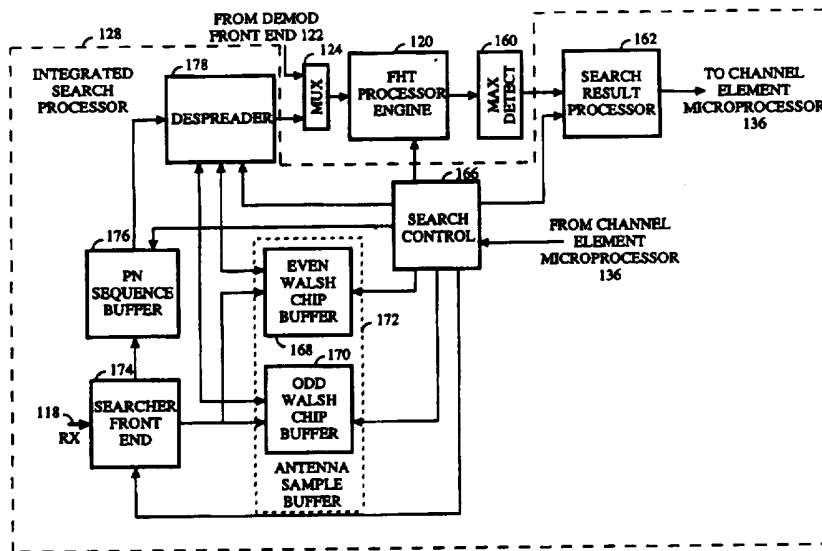 FROM DEMOD
FRONT END 122
128
INTEGRATED
SEARCH
PROCESSOR
178
DESPREADER
124
MUX
120
FHT
PROCESSOR
ENGINE
160
MAX
DETECT
162
SEARCH
RESULT
PROCESSOR
TO CHANNEL
ELEMENT
MICROPROCESSOR
136
166
SEARCH
CONTROL
FROM CHANNEL
ELEMENT
MICROPROCESSOR
136
176
PN
SEQUENCE
BUFFER
EVEN
WALSH
CHIP
BUFFER
168
172
170
ODD
WALSH
CHIP
BUFFER
ANTENNA
SAMPLE
BUFFER
174
SEARCHER
FRONT
END
118
RX